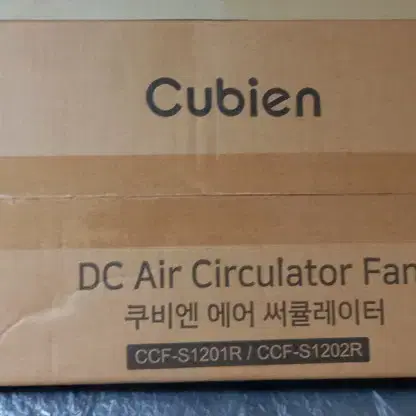 Cubien
DC Air Circulator Fan
쿠비엔 에어 써큘레이터
CCF-S1201R / CCF-S1202R